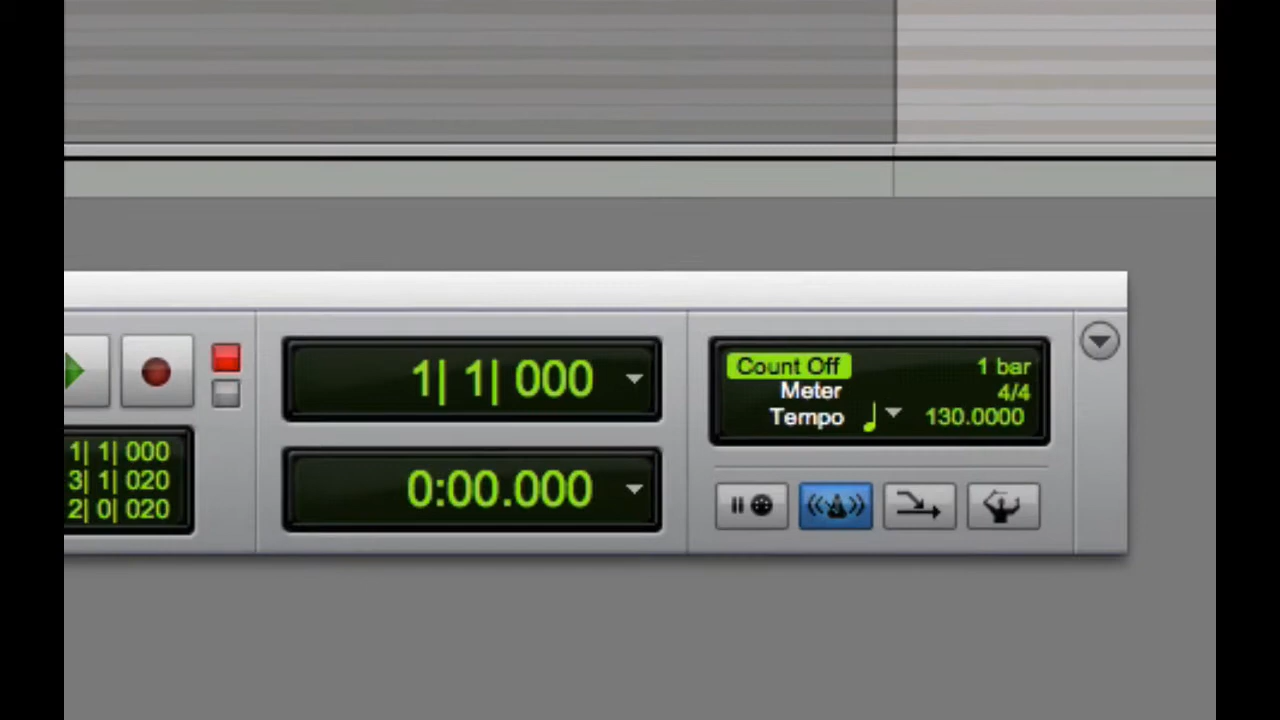 1| 1| 000
Count Off 1 bar
Meter 4/4
Tempo 130.0000
1| 1| 000
3| 1| 020
2| 0| 020
0:00.000